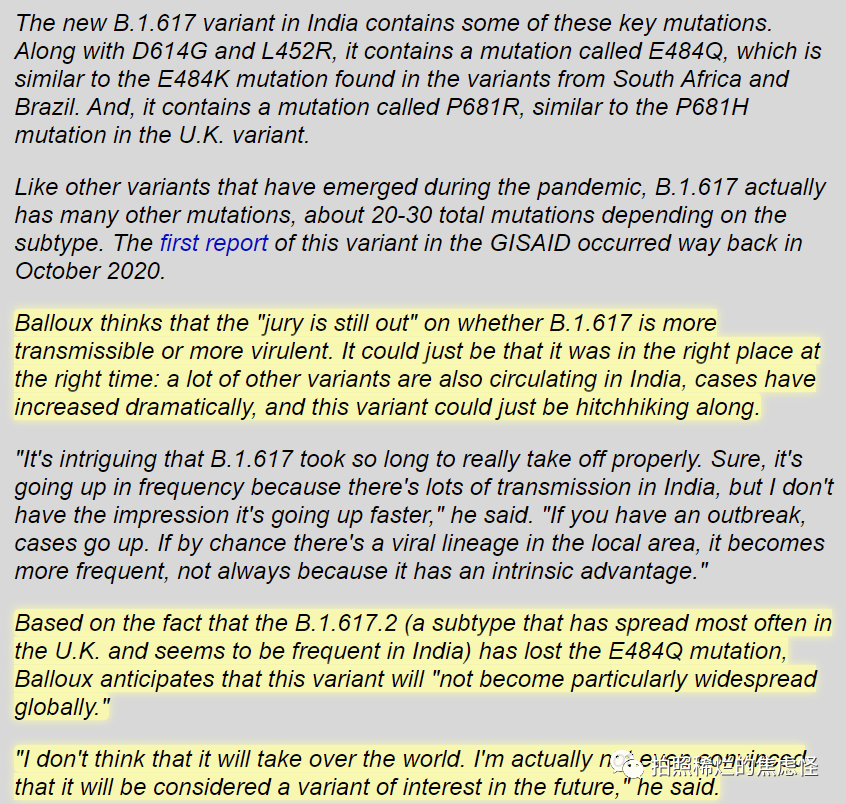 The new B.1.617 variant in India contains some of these key mutations.
Along with D614G and L452R, it contains a mutation called E484Q, which is
similar to the E484K mutation found in the variants from South Africa and
Brazil. And, it contains a mutation called P681R, similar to the P681H
mutation in the U.K. variant.
Like other variants that have emerged during the pandemic, B.1.617 actually
has many other mutations, about 20-30 total mutations depending on the
subtype. The first report of this variant in the GISAID occurred way back in
October 2020.
Balloux thinks that the "jury is still out" on whether B.1.617 is more
transmissible or more virulent. It could just be that it was in the right place at
the right time: a lot of other variants are also circulating in India, cases have
increased dramatically, and this variant could just be hitchhiking along.
"It's intriguing that B.1.617 took so long to really take off properly. Sure, it's
going up in frequency because there's lots of transmission in India, but I don't
have the impression it's going up faster," he said. "If you have an outbreak,
cases go up. If by chance there's a viral lineage in the local area, it becomes
more frequent, not always because it has an intrinsic advantage."
Based on the fact that the B.1.617.2 (a subtype that has spread most often in
the U.K. and seems to be frequent in India) has lost the E484Q mutation,
Balloux anticipates that this variant will "not become particularly widespread
globally."
"I don't think that it will take over the world. I'm actually not even convinced
that it will be considered a variant of interest in the future," he said.
拍照稀烂的焦虑怪